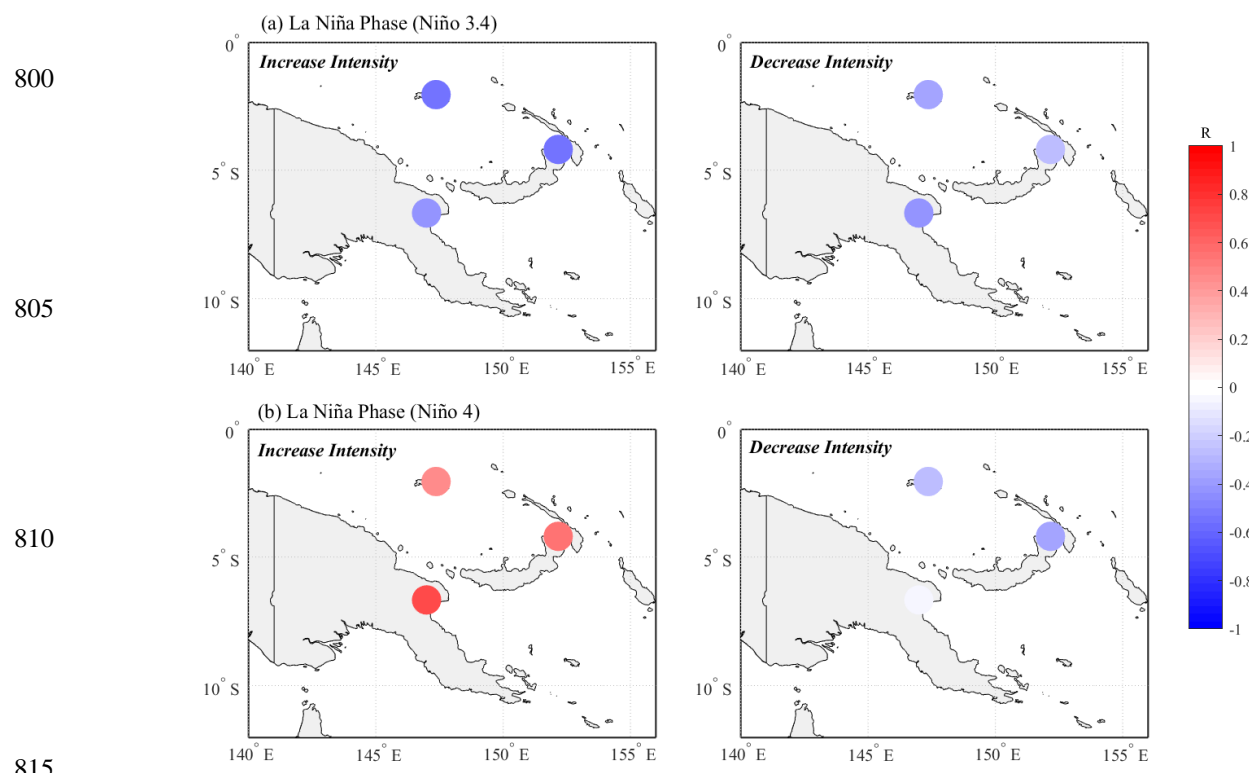 (a) La Niña Phase (Niño 3.4)
800
0° Increase Intensity Decrease Intensity 0°
R
1
0.8
0.6
0.4
0.2
0
-0.2
-0.4
-0.6
-0.8
-1
5° S 5° S
805
10° S 10° S
140° E 145° E 150° E 155° E 140° E 145° E 150° E 155° E
(b) La Niña Phase (Niño 4)
0° Increase Intensity Decrease Intensity 0°
810
5° S 5° S
10° S 10° S
140° E 145° E 150° E 155° E 140° E 145° E 150° E 155° E
815